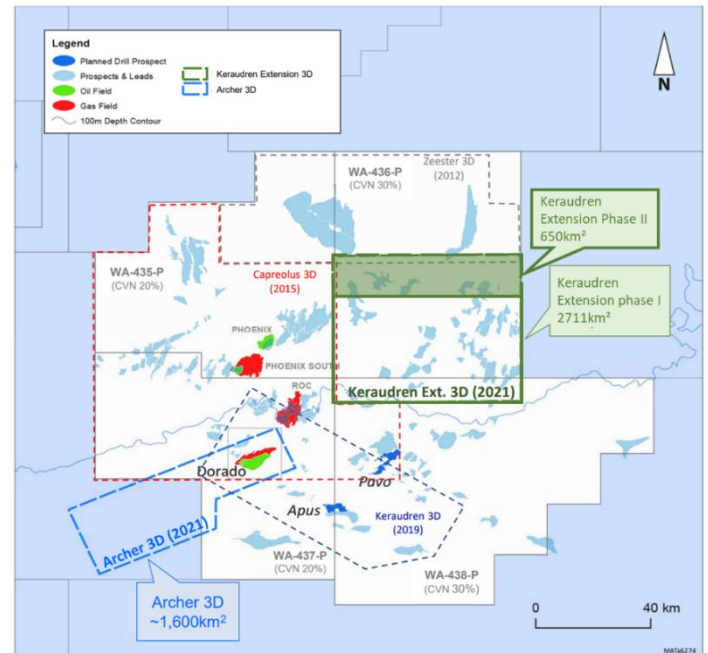 Legend
Planned Drill Prospect
Prospects & Leads
Oil Field
Gas Field
100m Depth Contour
Keraudren Extension 3D
Archer 3D
N
WA-436-P
(CVN 30%)
Zeester 3D
(2012)
Keraudren
Extension Phase II
650km²
WA-435-P
(CVN 20%)
Capreolus 3D
(2015)
Keraudren
Extension phase I
2711km²
PHOENIX
PHOENIX SOUTH
ROC
Keraudren Ext. 3D (2021)
Dorado
Pavo
Apus
Keraudren 3D
(2019)
Archer 3D (2021)
WA-437-P
(CVN 20%)
WA-438-P
(CVN 30%)
Archer 3D
~1,600km²
0 40 km
MATa6274